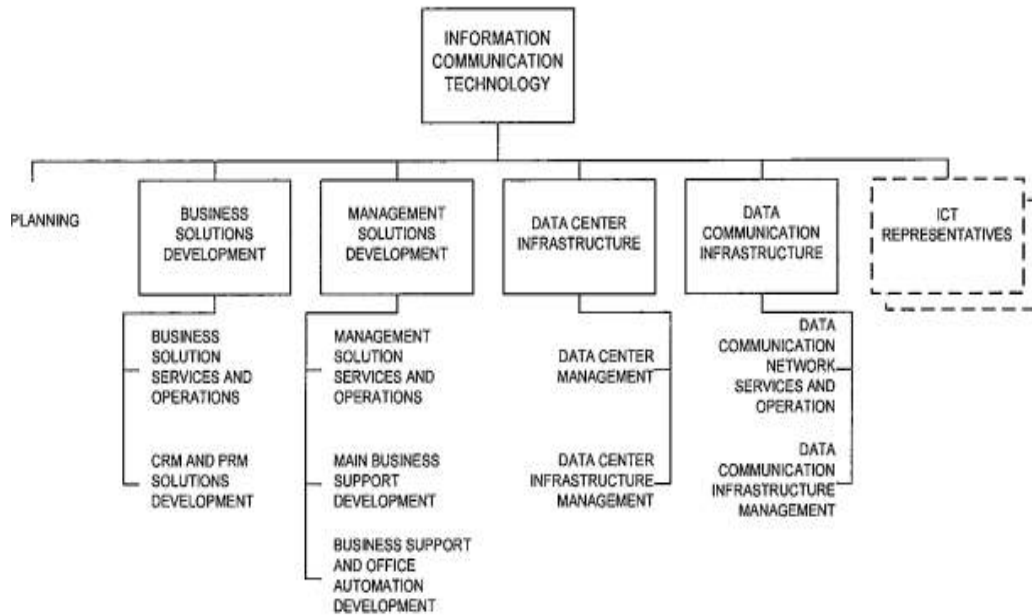 INFORMATION
COMMUNICATION
TECHNOLOGY
PLANNING
BUSINESS
SOLUTIONS
DEVELOPMENT
MANAGEMENT
SOLUTIONS
DEVELOPMENT
DATA CENTER
INFRASTRUCTURE
DATA
COMMUNICATION
INFRASTRUCTURE
ICT
REPRESENTATIVES
BUSINESS
SOLUTION
SERVICES AND
OPERATIONS
CRM AND PRM
SOLUTIONS
DEVELOPMENT
MANAGEMENT
SOLUTION
SERVICES AND
OPERATIONS
MAIN BUSINESS
SUPPORT
DEVELOPMENT
BUSINESS SUPPORT
AND OFFICE
AUTOMATION
DEVELOPMENT
DATA CENTER
MANAGEMENT
DATA CENTER
INFRASTRUCTURE
MANAGEMENT
DATA
COMMUNICATION
NETWORK
SERVICES AND
OPERATION
DATA
COMMUNICATION
INFRASTRUCTURE
MANAGEMENT